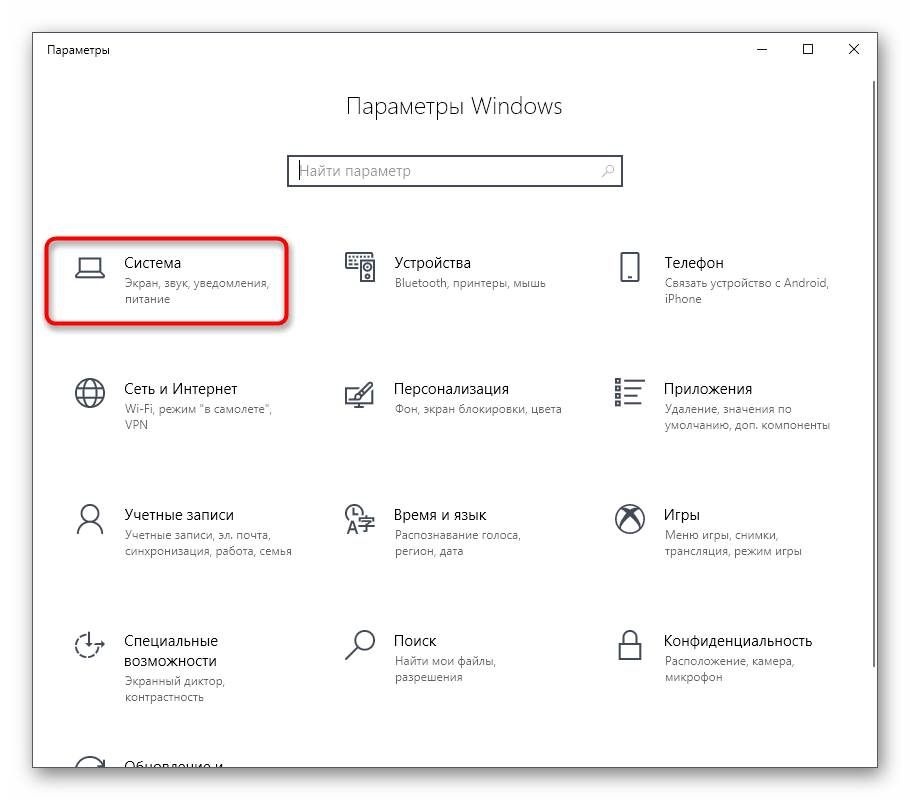 Параметры
Параметры Windows
Найти параметр
Система
Экран, звук, уведомления,
питание
Устройства
Bluetooth, принтеры, мышь
Телефон
Связать устройство с Android,
iPhone
Сеть и Интернет
Wi-Fi, режим "в самолете",
VPN
Персонализация
Фон, экран блокировки, цвета
Приложения
Удаление, значения по
умолчанию, доп. компоненты
Учетные записи
Учетные записи, эл. почта,
синхронизация, работа, семья
Время и язык
Распознавание голоса,
регион, дата
Игры
Меню игры, снимки,
трансляция, режим игры
Специальные
возможности
Экранный диктор,
контрастность
Поиск
Найти мои файлы,
разрешения
Конфиденциальность
Расположение, камера,
микрофон
Обновление и